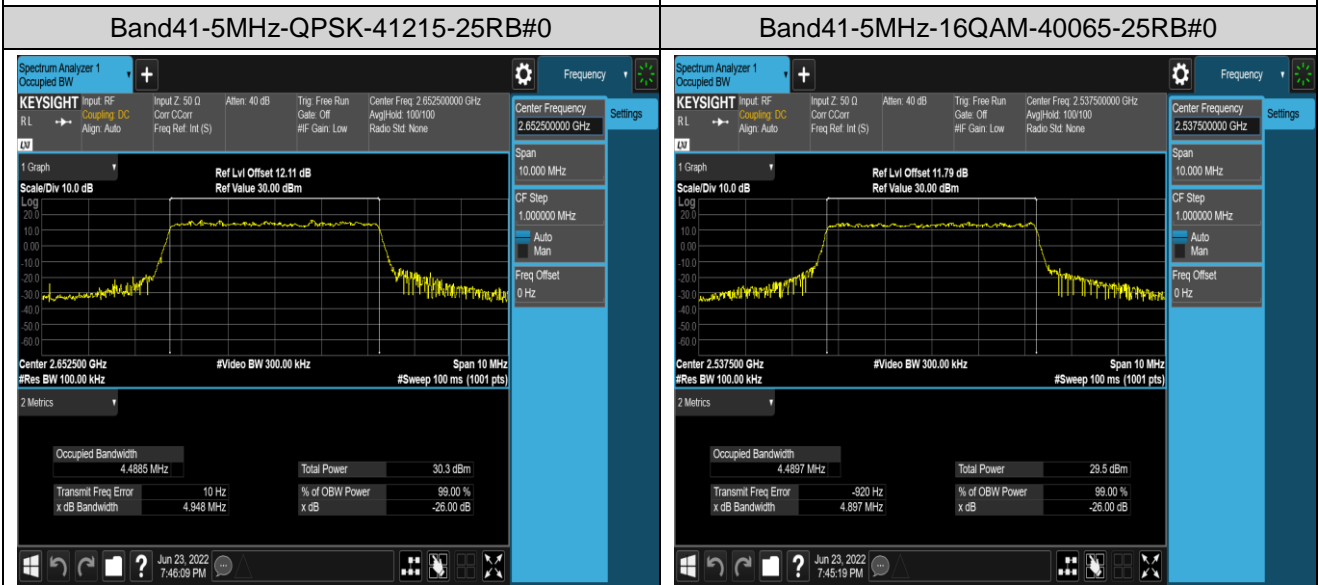 Band41-5MHz-QPSK-41215-25RB#0
Spectrum Analyzer 1
Occupied BW
+
Frequency
KEYSIGHT
RL
LXI
Input: RF
Coupling: DC
Align: Auto
Input Z: 50 Ω
Corr CCorr
Freq Ref: Int (S)
Atten: 40 dB
Trig: Free Run
Gate: Off
#IF Gain: Low
Center Freq: 2.652500000 GHz
Avg|Hold: 100/100
Radio Std: None
Center Frequency
2.652500000 GHz
Settings
Span
10.000 MHz
CF Step
1.000000 MHz
Auto
Man
Freq Offset
0 Hz
1 Graph
Scale/Div 10.0 dB
Ref Lvl Offset 12.11 dB
Ref Value 30.00 dBm
Log
20.0
10.0
0.00
-10.0
-20.0
-30.0
-40.0
-50.0
-60.0
Center 2.652500 GHz
#Res BW 100.00 kHz
#Video BW 300.00 kHz
Span 10 MHz
#Sweep 100 ms (1001 pts)
2 Metrics
Occupied Bandwidth
4.4885 MHz
Total Power 30.3 dBm
Transmit Freq Error 10 Hz
% of OBW Power 99.00 %
x dB Bandwidth 4.948 MHz
x dB -26.00 dB
?
Jun 23, 2022
7:46:09 PM
Band41-5MHz-16QAM-40065-25RB#0
Spectrum Analyzer 1
Occupied BW
+
Frequency
KEYSIGHT
RL
LXI
Input: RF
Coupling: DC
Align: Auto
Input Z: 50 Ω
Corr CCorr
Freq Ref: Int (S)
Atten: 40 dB
Trig: Free Run
Gate: Off
#IF Gain: Low
Center Freq: 2.537500000 GHz
Avg|Hold: 100/100
Radio Std: None
Center Frequency
2.537500000 GHz
Settings
Span
10.000 MHz
CF Step
1.000000 MHz
Auto
Man
Freq Offset
0 Hz
1 Graph
Scale/Div 10.0 dB
Ref Lvl Offset 11.79 dB
Ref Value 30.00 dBm
Log
20.0
10.0
0.00
-10.0
-20.0
-30.0
-40.0
-50.0
-60.0
Center 2.537500 GHz
#Res BW 100.00 kHz
#Video BW 300.00 kHz
Span 10 MHz
#Sweep 100 ms (1001 pts)
2 Metrics
Occupied Bandwidth
4.4897 MHz
Total Power 29.5 dBm
Transmit Freq Error -920 Hz
% of OBW Power 99.00 %
x dB Bandwidth 4.897 MHz
x dB -26.00 dB
?
Jun 23, 2022
7:45:19 PM